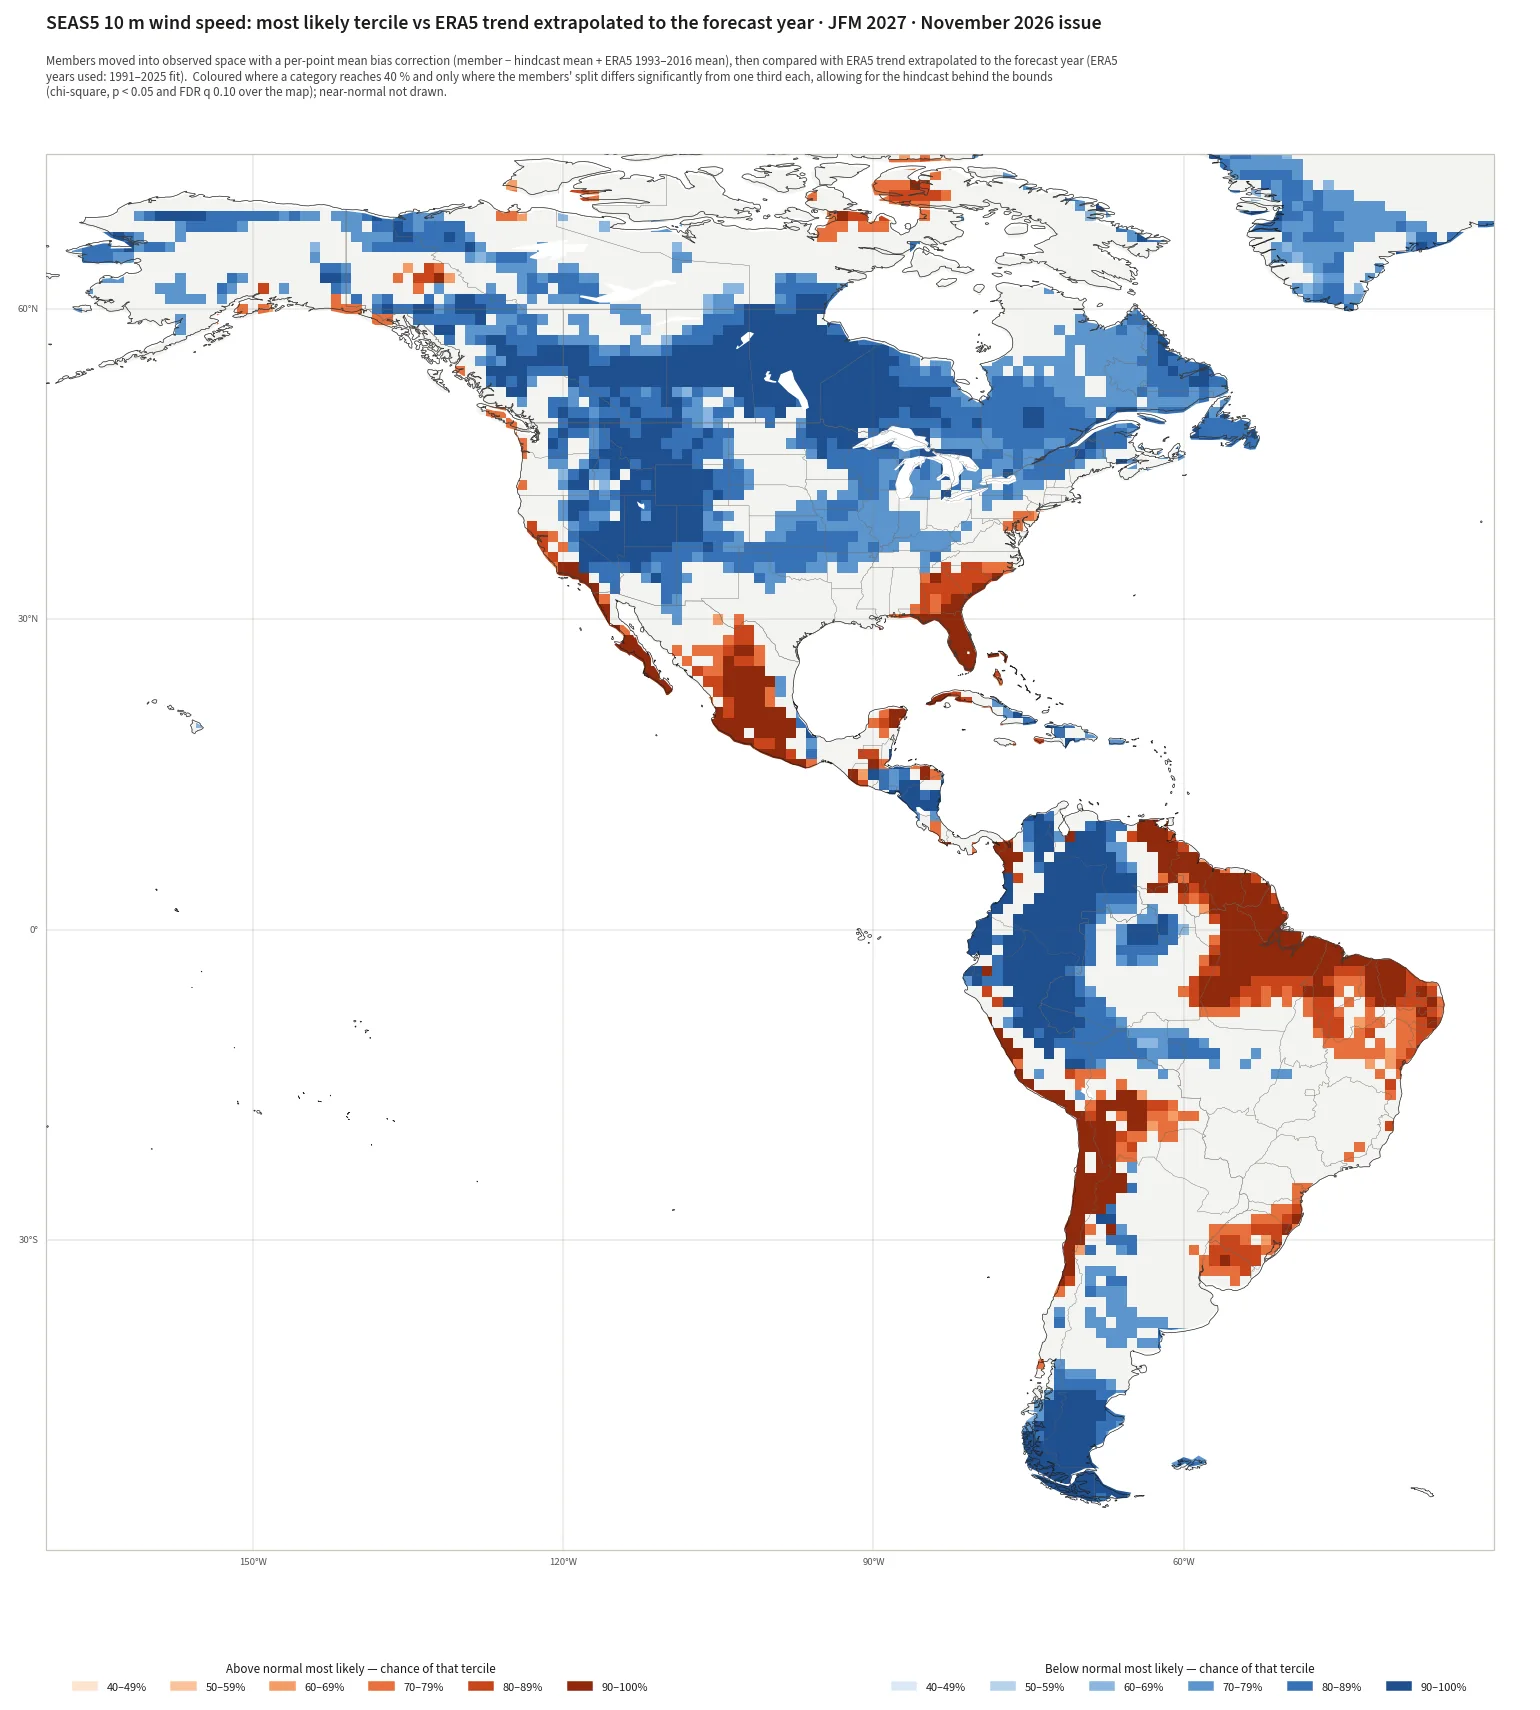 SEAS5 10 m wind speed: most likely tercile vs ERA5 trend extrapolated to the forecast year · JFM 2027 · November 2026 issue
Members moved into observed space with a per-point mean bias correction (member − hindcast mean + ERA5 1993–2016 mean), then compared with ERA5 trend extrapolated to the forecast year (ERA5
years used: 1991–2025 fit). Coloured where a category reaches 40 % and only where the members' split differs significantly from one third each, allowing for the hindcast behind the bounds
(chi-square, p < 0.05 and FDR q 0.10 over the map); near-normal not drawn.
60°N
30°N
0°
30°S
150°W 120°W 90°W 60°W
Above normal most likely — chance of that tercile
40–49% 50–59% 60–69% 70–79% 80–89% 90–100%
Below normal most likely — chance of that tercile
40–49% 50–59% 60–69% 70–79% 80–89% 90–100%